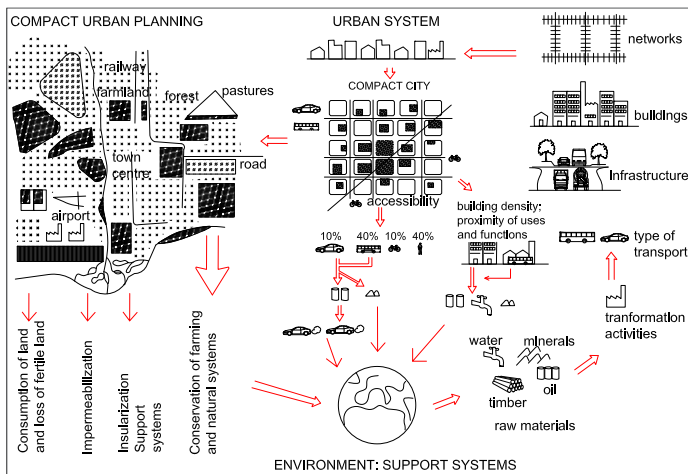 COMPACT URBAN PLANNING
URBAN SYSTEM
railway
farmland
forest
pastures
town
centre
road
airport
COMPACT CITY
accessibility
networks
buildings
Infrastructure
building density:
proximity of uses
and functions
10% 40% 10% 40%
type of
transport
tranformation
activities
water
minerals
timber
oil
raw materials
Consumption of land
and loss of fertile land
Impermeabilization
Insularization
Support
systems
Conservation of farming
and natural systems
ENVIRONMENT: SUPPORT SYSTEMS